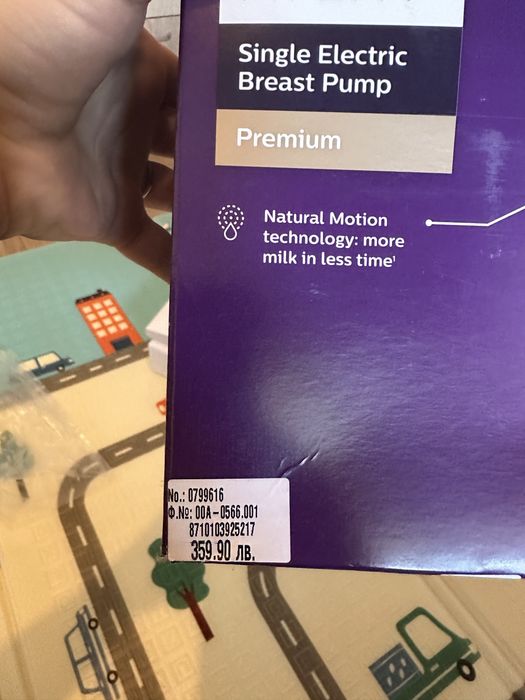 Single Electric
Breast Pump
Premium
Natural Motion
technology: more
milk in less time¹
No.: 0799616
Ф.№: 00A-0566.001
8710103925217
359.90 лв.